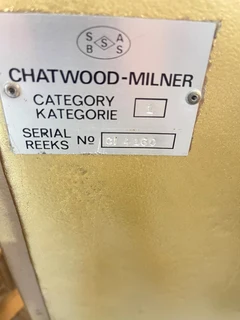 S A
S
B S
CHATWOOD-MILNER
CATEGORY
KATEGORIE 1
SERIAL
REEKS Nº